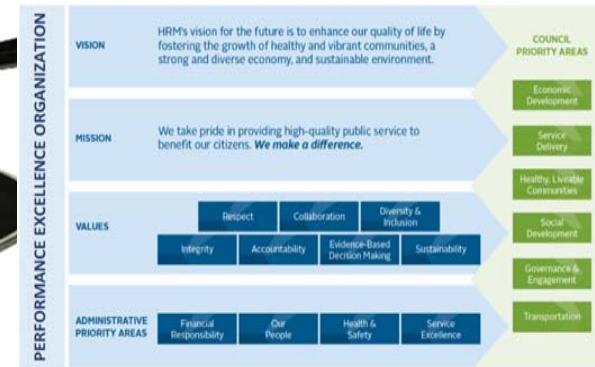 PERFORMANCE EXCELLENCE ORGANIZATION
VISION
HRM's vision for the future is to enhance our quality of life by
fostering the growth of healthy and vibrant communities, a
strong and diverse economy, and sustainable environment.
MISSION
We take pride in providing high-quality public service to
benefit our citizens. We make a difference.
VALUES
Respect
Collaboration
Diversity &
Inclusion
Integrity
Accountability
Evidence-Based
Decision Making
Sustainability
ADMINISTRATIVE
PRIORITY AREAS
Financial
Responsibility
Our
People
Health &
Safety
Service
Excellence
COUNCIL
PRIORITY AREAS
Economic
Development
Service
Delivery
Healthy, Liveable
Communities
Social
Development
Governance &
Engagement
Transportation